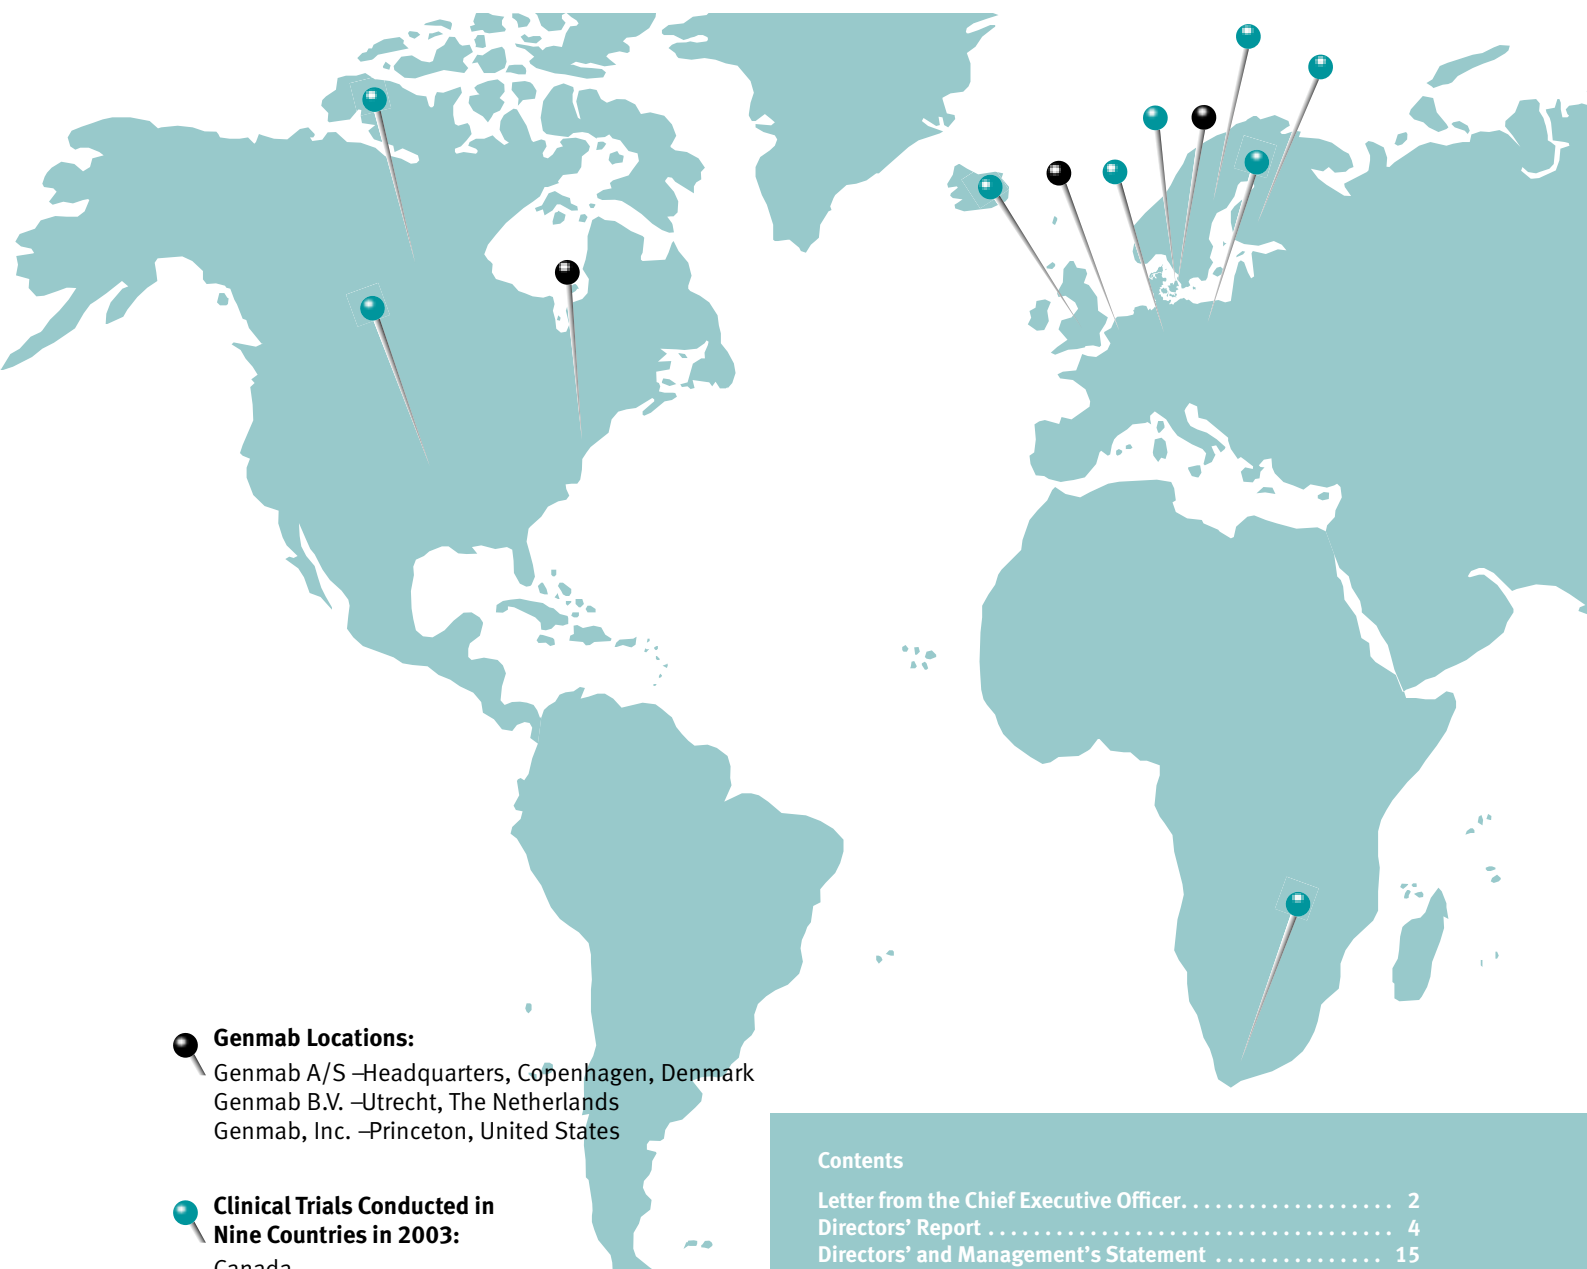 Genmab Locations:
Genmab A/S –Headquarters, Copenhagen, Denmark
Genmab B.V. –Utrecht, The Netherlands
Genmab, Inc. –Princeton, United States
Clinical Trials Conducted in
Nine Countries in 2003:
Canada
Contents
Letter from the Chief Executive Officer. . . . . . . . . . . . . . . . . . . 2
Directors’ Report . . . . . . . . . . . . . . . . . . . . . . . . . . . . . . . . . . . . 4
Directors’ and Management’s Statement . . . . . . . . . . . . . . . 15